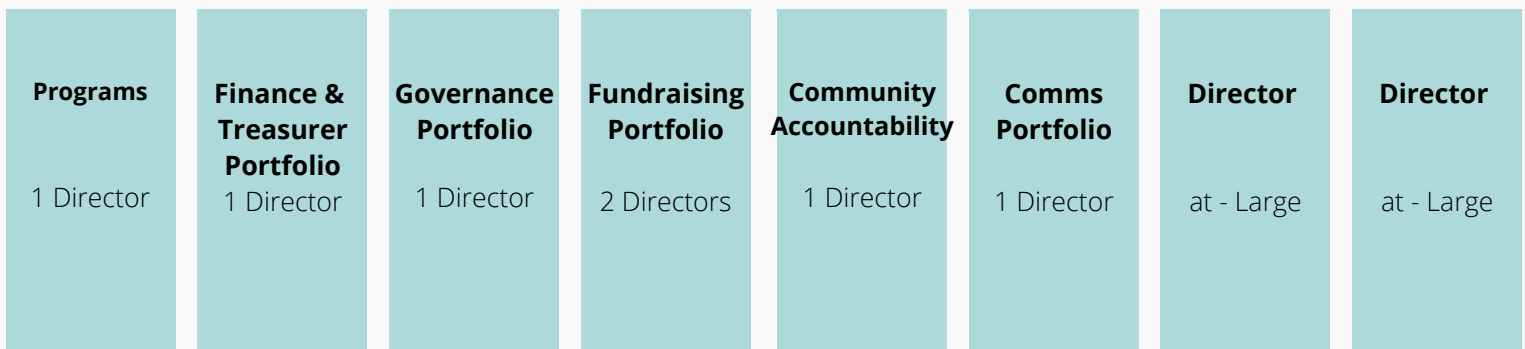 Programs
1 Director
Finance &
Treasurer
Portfolio
1 Director
Governance
Portfolio
1 Director
Fundraising
Portfolio
2 Directors
Community
Accountability
1 Director
Comms
Portfolio
1 Director
Director
at - Large
Director
at - Large